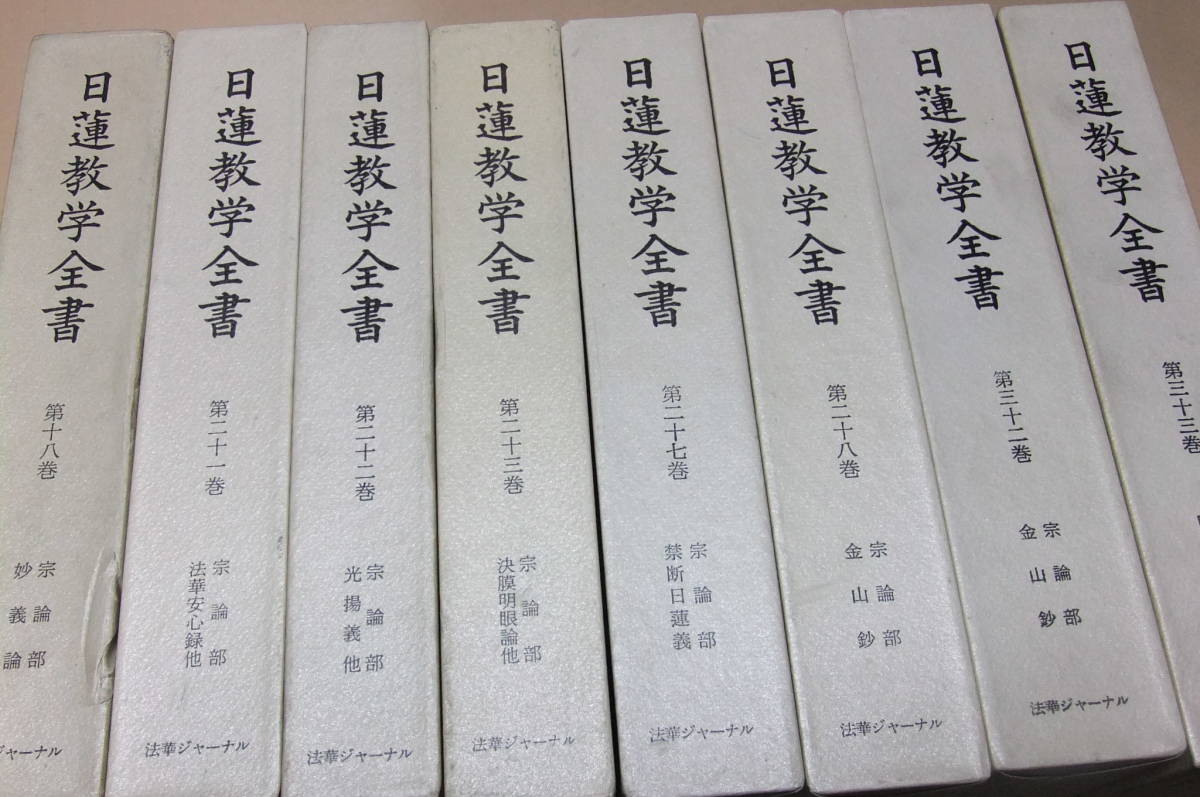 日蓮教学全書
第十八巻
宗論部
妙義論
ジャーナル
日蓮教学全書
第二十一巻
宗論部
法華安心録他
法華ジャーナル
日蓮教学全書
第二十二巻
宗論部
光揚義他
法華ジャーナル
日蓮教学全書
第二十三巻
宗論部
決膜明眼論他
法華ジャーナル
日蓮教学全書
第二十七巻
宗論部
禁断日蓮義
法華ジャーナル
日蓮教学全書
第二十八巻
宗論部
金山鈔
法華ジャーナル
日蓮教学全書
第三十二巻
宗論部
金山鈔
法華ジャーナル
日蓮教学全書
第三十三巻